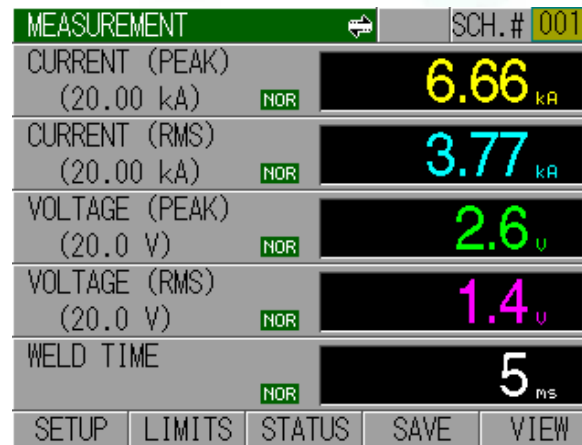 MEASUREMENT SCH.# 001
CURRENT (PEAK)
(20.00 kA) NOR 6.66 kA
CURRENT (RMS)
(20.00 kA) NOR 3.77 kA
VOLTAGE (PEAK)
(20.0 V) NOR 2.6 V
VOLTAGE (RMS)
(20.0 V) NOR 1.4 V
WELD TIME
NOR 5 ms
SETUP LIMITS STATUS SAVE VIEW